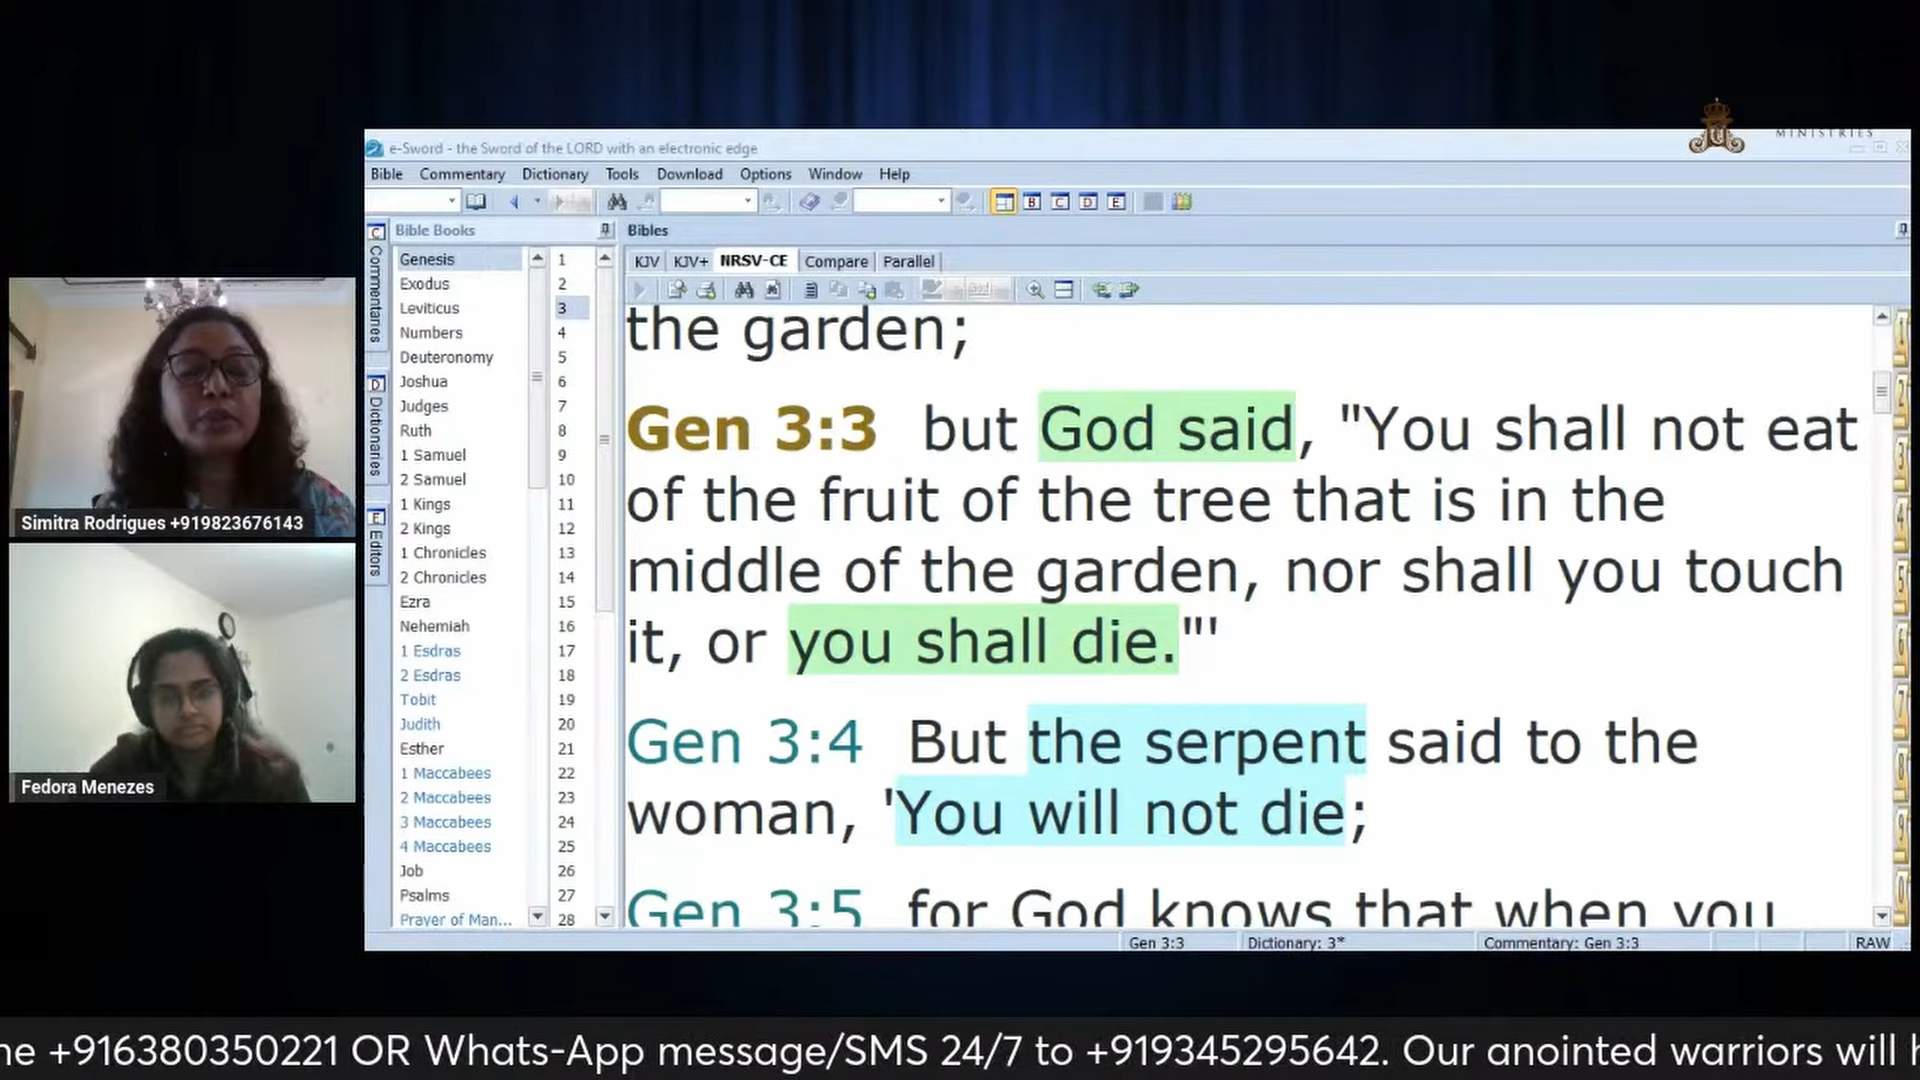 MINISTRIES
e-Sword - the Sword of the LORD with an electronic edge
Bible Commentary Dictionary Tools Download Options Window Help
B C D E
Bible Books
Bibles
C Commentaries
D Dictionaries
E Editors
KJV KJV+ NRSV-CE Compare Parallel
Genesis 1
Exodus 2
Leviticus 3
Numbers 4
Deuteronomy 5
Joshua 6
Judges 7
Ruth 8
1 Samuel 9
2 Samuel 10
1 Kings 11
2 Kings 12
1 Chronicles 13
2 Chronicles 14
Ezra 15
Nehemiah 16
1 Esdras 17
2 Esdras 18
Tobit 19
Judith 20
Esther 21
1 Maccabees 22
2 Maccabees 23
3 Maccabees 24
4 Maccabees 25
Job 26
Psalms 27
Prayer of Man... 28
the garden;
Gen 3:3 but God said, "You shall not eat
of the fruit of the tree that is in the
middle of the garden, nor shall you touch
it, or you shall die."'
Gen 3:4 But the serpent said to the
woman, 'You will not die;
Gen 3:5 for God knows that when you
Gen 3:3 Dictionary: 3* Commentary: Gen 3:3 RAW
Simitra Rodrigues +919823676143
Fedora Menezes
ne +916380350221 OR Whats-App message/SMS 24/7 to +919345295642. Our anointed warriors will h